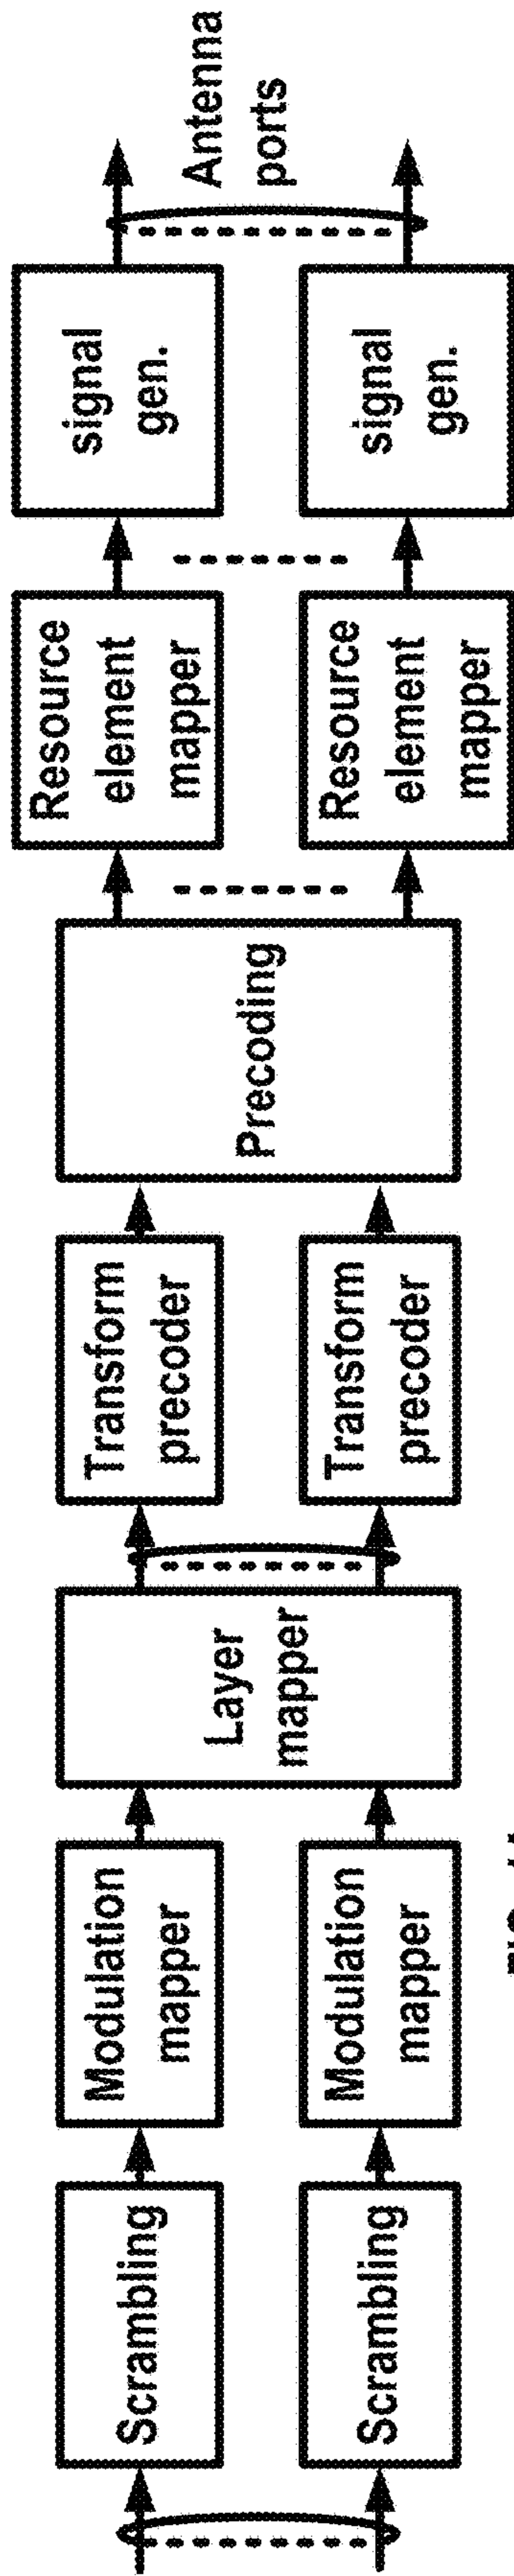 Scrambling
Scrambling
Modulation
mapper
Modulation
mapper
Layer
mapper
Transform
precoder
Transform
precoder
Precoding
Resource
element
mapper
Resource
element
mapper
signal
gen.
signal
gen.
Antenna
ports